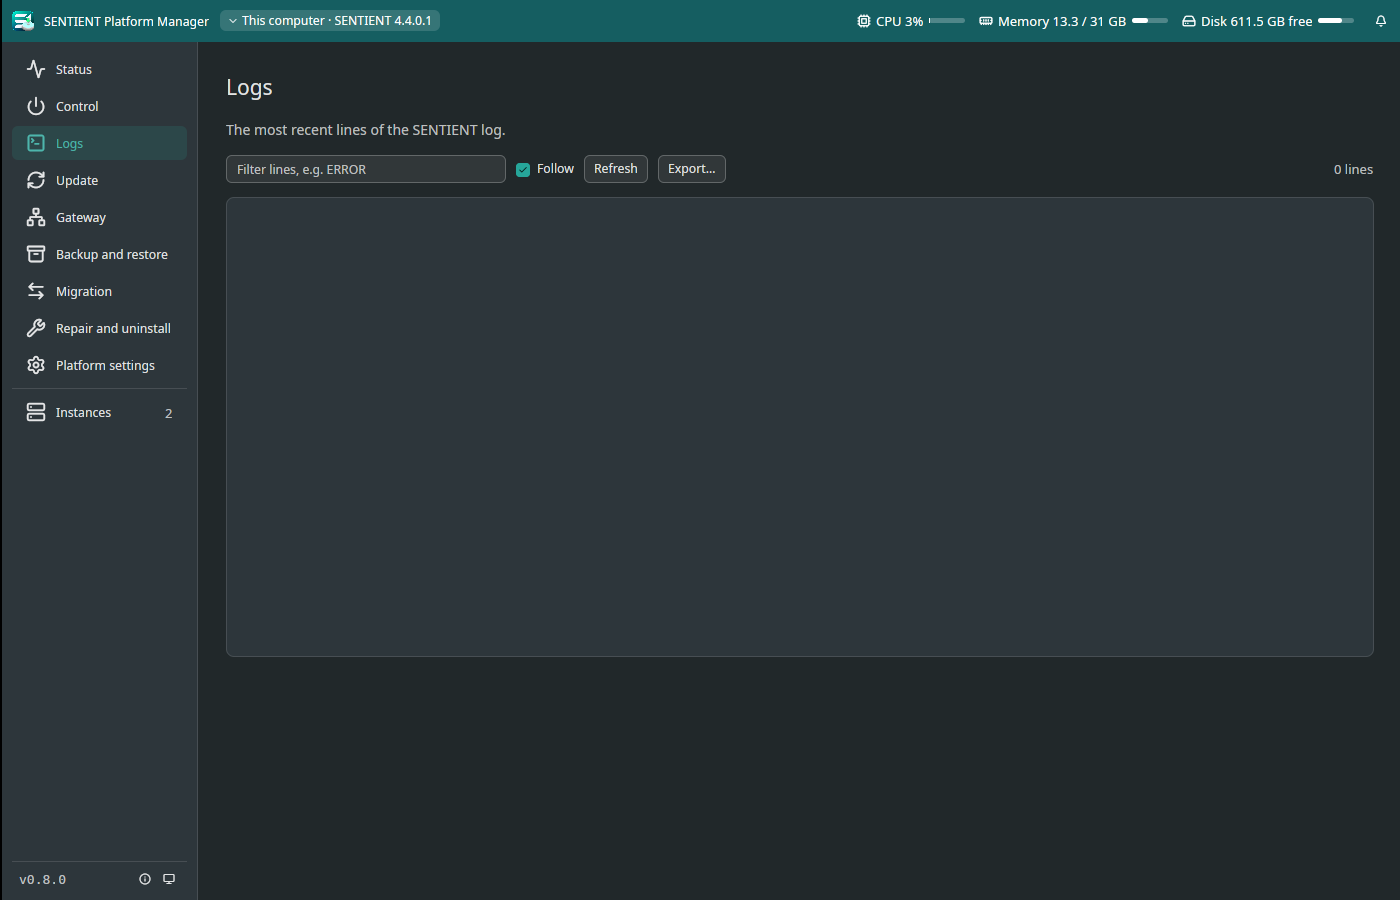 SENTIENT Platform Manager
This computer · SENTIENT 4.4.0.1
CPU 3%
Memory 13.3 / 31 GB
Disk 611.5 GB free
Status
Control
Logs
Update
Gateway
Backup and restore
Migration
Repair and uninstall
Platform settings
Instances 2
v0.8.0
Logs
The most recent lines of the SENTIENT log.
Filter lines, e.g. ERROR
Follow
Refresh
Export...
0 lines